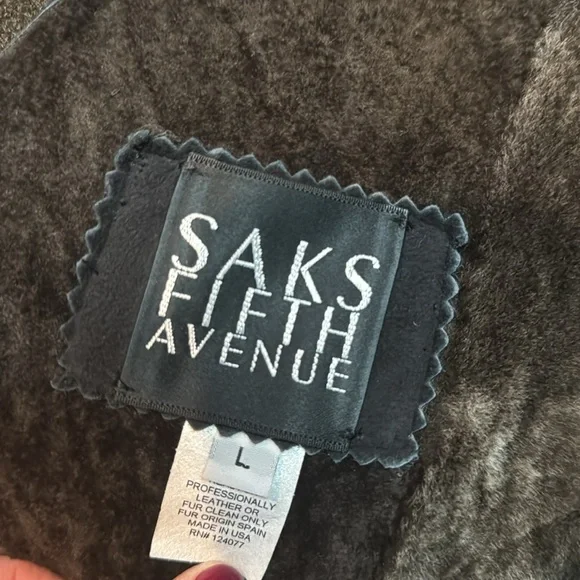 SAKS
FIFTH
AVENUE
L
PROFESSIONALLY
LEATHER OR
FUR CLEAN ONLY
FUR ORIGIN SPAIN
MADE IN USA
RN# 124077